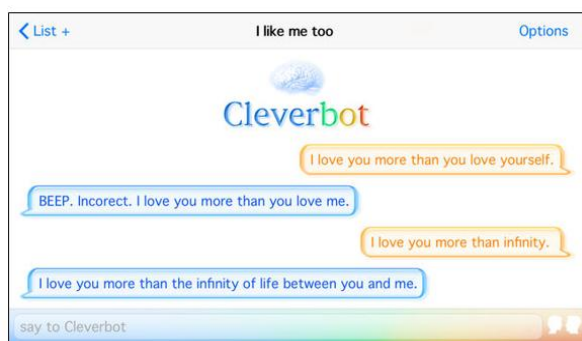 List +
I like me too
Options
Cleverbot
I love you more than you love yourself.
BEEP. Incorect. I love you more than you love me.
I love you more than infinity.
I love you more than the infinity of life between you and me.
say to Cleverbot